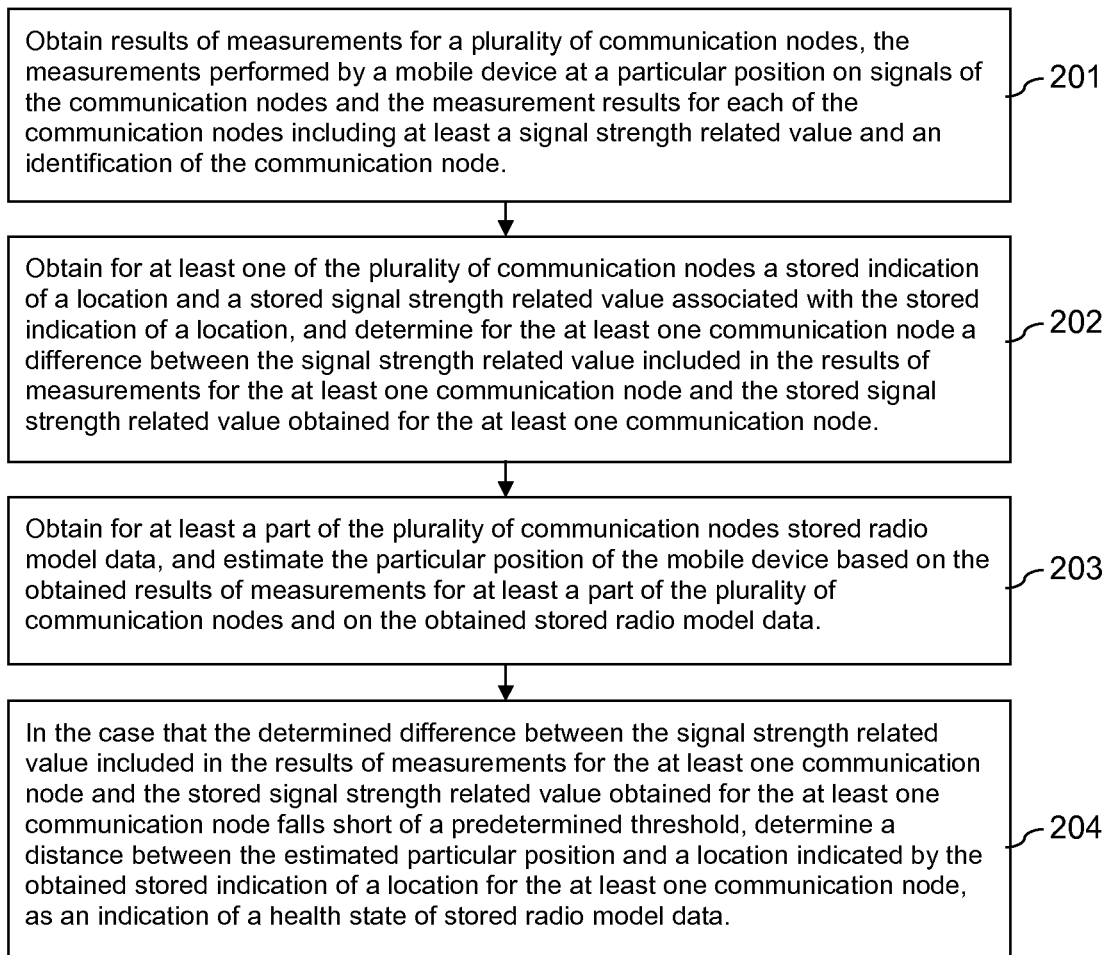 Obtain results of measurements for a plurality of communication nodes, the
measurements performed by a mobile device at a particular position on signals of
the communication nodes and the measurement results for each of the
communication nodes including at least a signal strength related value and an
identification of the communication node.
201
Obtain for at least one of the plurality of communication nodes a stored indication
of a location and a stored signal strength related value associated with the stored
indication of a location, and determine for the at least one communication node a
difference between the signal strength related value included in the results of
measurements for the at least one communication node and the stored signal
strength related value obtained for the at least one communication node.
202
Obtain for at least a part of the plurality of communication nodes stored radio
model data, and estimate the particular position of the mobile device based on the
obtained results of measurements for at least a part of the plurality of
communication nodes and on the obtained stored radio model data.
203
In the case that the determined difference between the signal strength related
value included in the results of measurements for the at least one communication
node and the stored signal strength related value obtained for the at least one
communication node falls short of a predetermined threshold, determine a
distance between the estimated particular position and a location indicated by the
obtained stored indication of a location for the at least one communication node,
as an indication of a health state of stored radio model data.
204